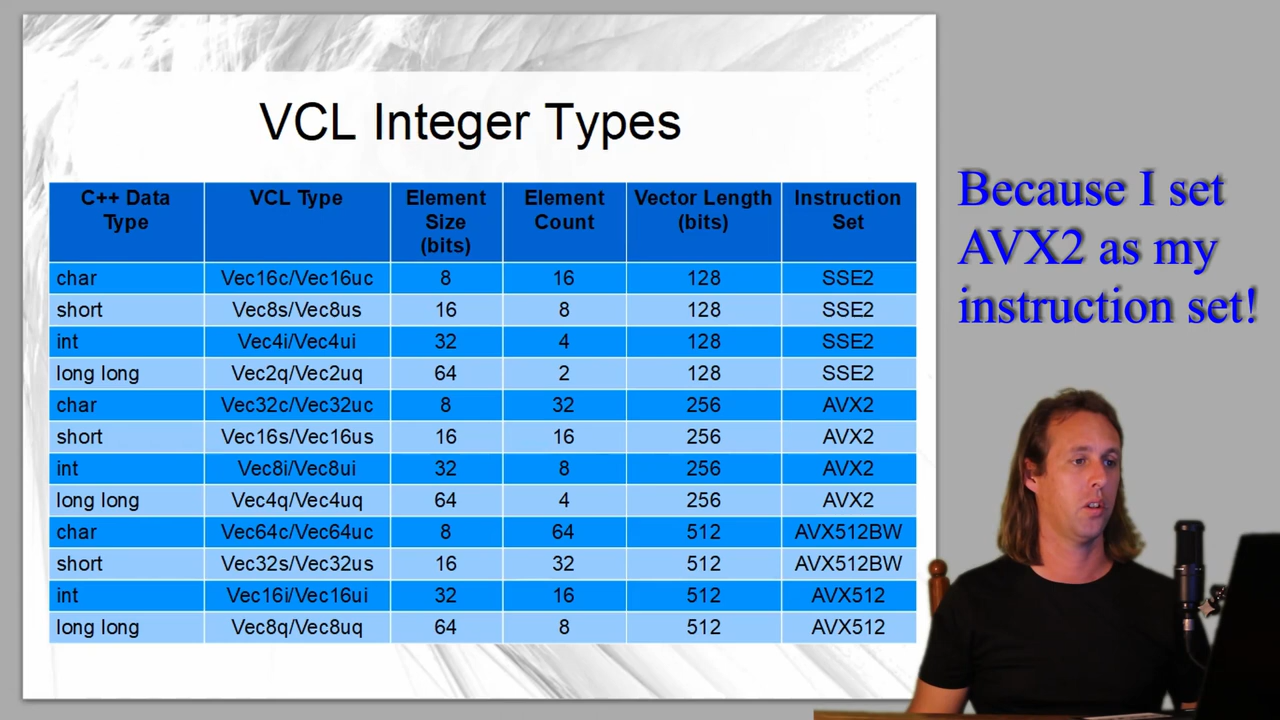 VCL Integer Types
C++ Data Type VCL Type Element Size (bits) Element Count Vector Length (bits) Instruction Set
char Vec16c/Vec16uc 8 16 128 SSE2
short Vec8s/Vec8us 16 8 128 SSE2
int Vec4i/Vec4ui 32 4 128 SSE2
long long Vec2q/Vec2uq 64 2 128 SSE2
char Vec32c/Vec32uc 8 32 256 AVX2
short Vec16s/Vec16us 16 16 256 AVX2
int Vec8i/Vec8ui 32 8 256 AVX2
long long Vec4q/Vec4uq 64 4 256 AVX2
char Vec64c/Vec64uc 8 64 512 AVX512BW
short Vec32s/Vec32us 16 32 512 AVX512BW
int Vec16i/Vec16ui 32 16 512 AVX512
long long Vec8q/Vec8uq 64 8 512 AVX512
Because I set
AVX2 as my
instruction set!